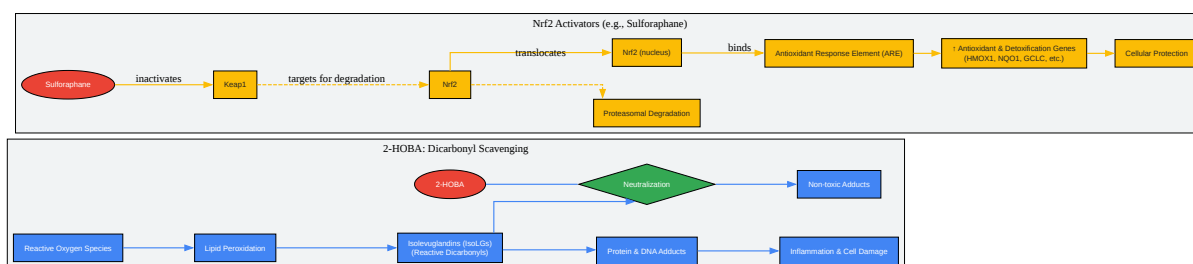 Nrf2 Activators (e.g., Sulforaphane)
translocates
Nrf2 (nucleus)
binds
Antioxidant Response Element (ARE)
↑ Antioxidant & Detoxification Genes
(HMOX1, NQO1, GCLC, etc.)
Cellular Protection
Sulforaphane
inactivates
Keap1
targets for degradation
Nrf2
Proteasomal Degradation
2-HOBA: Dicarbonyl Scavenging
2-HOBA
Neutralization
Non-toxic Adducts
Reactive Oxygen Species
Lipid Peroxidation
Isolevuglandins (IsoLGs)
(Reactive Dicarbonyls)
Protein & DNA Adducts
Inflammation & Cell Damage